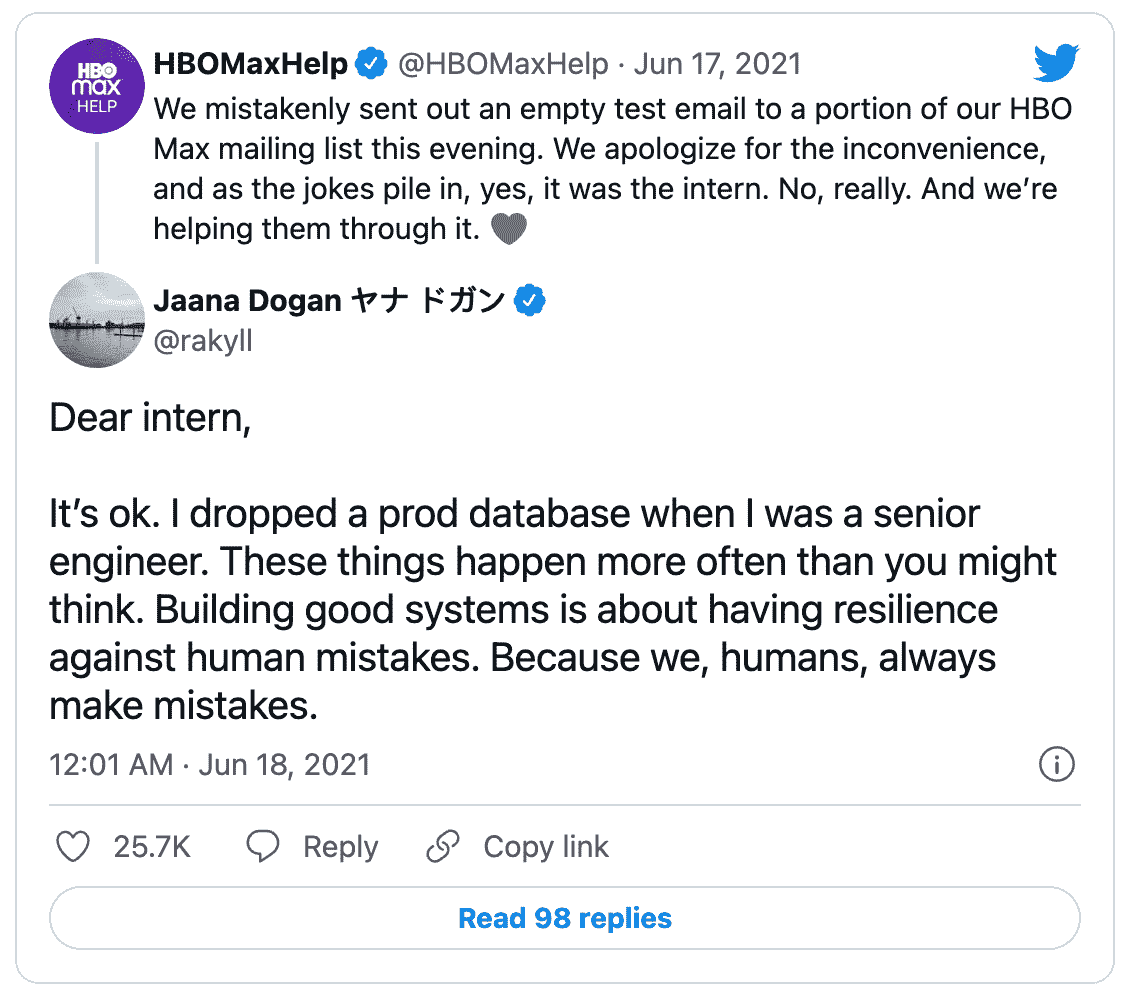 HBO
max
HELP
HBOMaxHelp @HBOMaxHelp · Jun 17, 2021
We mistakenly sent out an empty test email to a portion of our HBO
Max mailing list this evening. We apologize for the inconvenience,
and as the jokes pile in, yes, it was the intern. No, really. And we’re
helping them through it.
Jaana Dogan ヤナ ドガン
@rakyll
Dear intern,
It’s ok. I dropped a prod database when I was a senior
engineer. These things happen more often than you might
think. Building good systems is about having resilience
against human mistakes. Because we, humans, always
make mistakes.
12:01 AM · Jun 18, 2021
25.7K Reply Copy link
Read 98 replies